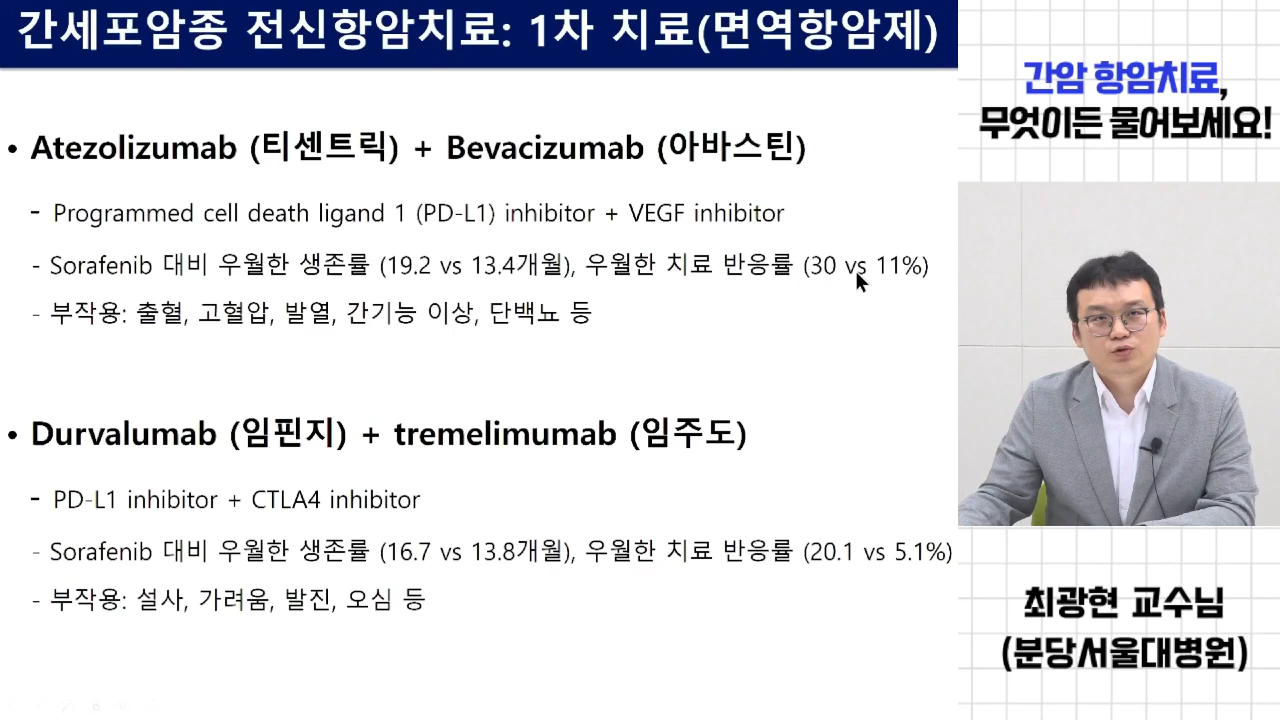 간세포암종 전신항암치료: 1차 치료(면역항암제)
• Atezolizumab (티센트릭) + Bevacizumab (아바스틴)
- Programmed cell death ligand 1 (PD-L1) inhibitor + VEGF inhibitor
- Sorafenib 대비 우월한 생존률 (19.2 vs 13.4개월), 우월한 치료 반응률 (30 vs 11%)
- 부작용: 출혈, 고혈압, 발열, 간기능 이상, 단백뇨 등
• Durvalumab (임핀지) + tremelimumab (임주도)
- PD-L1 inhibitor + CTLA4 inhibitor
- Sorafenib 대비 우월한 생존률 (16.7 vs 13.8개월), 우월한 치료 반응률 (20.1 vs 5.1%)
- 부작용: 설사, 가려움, 발진, 오심 등
간암 항암치료,
무엇이든 물어보세요!
최광현 교수님
(분당서울대병원)